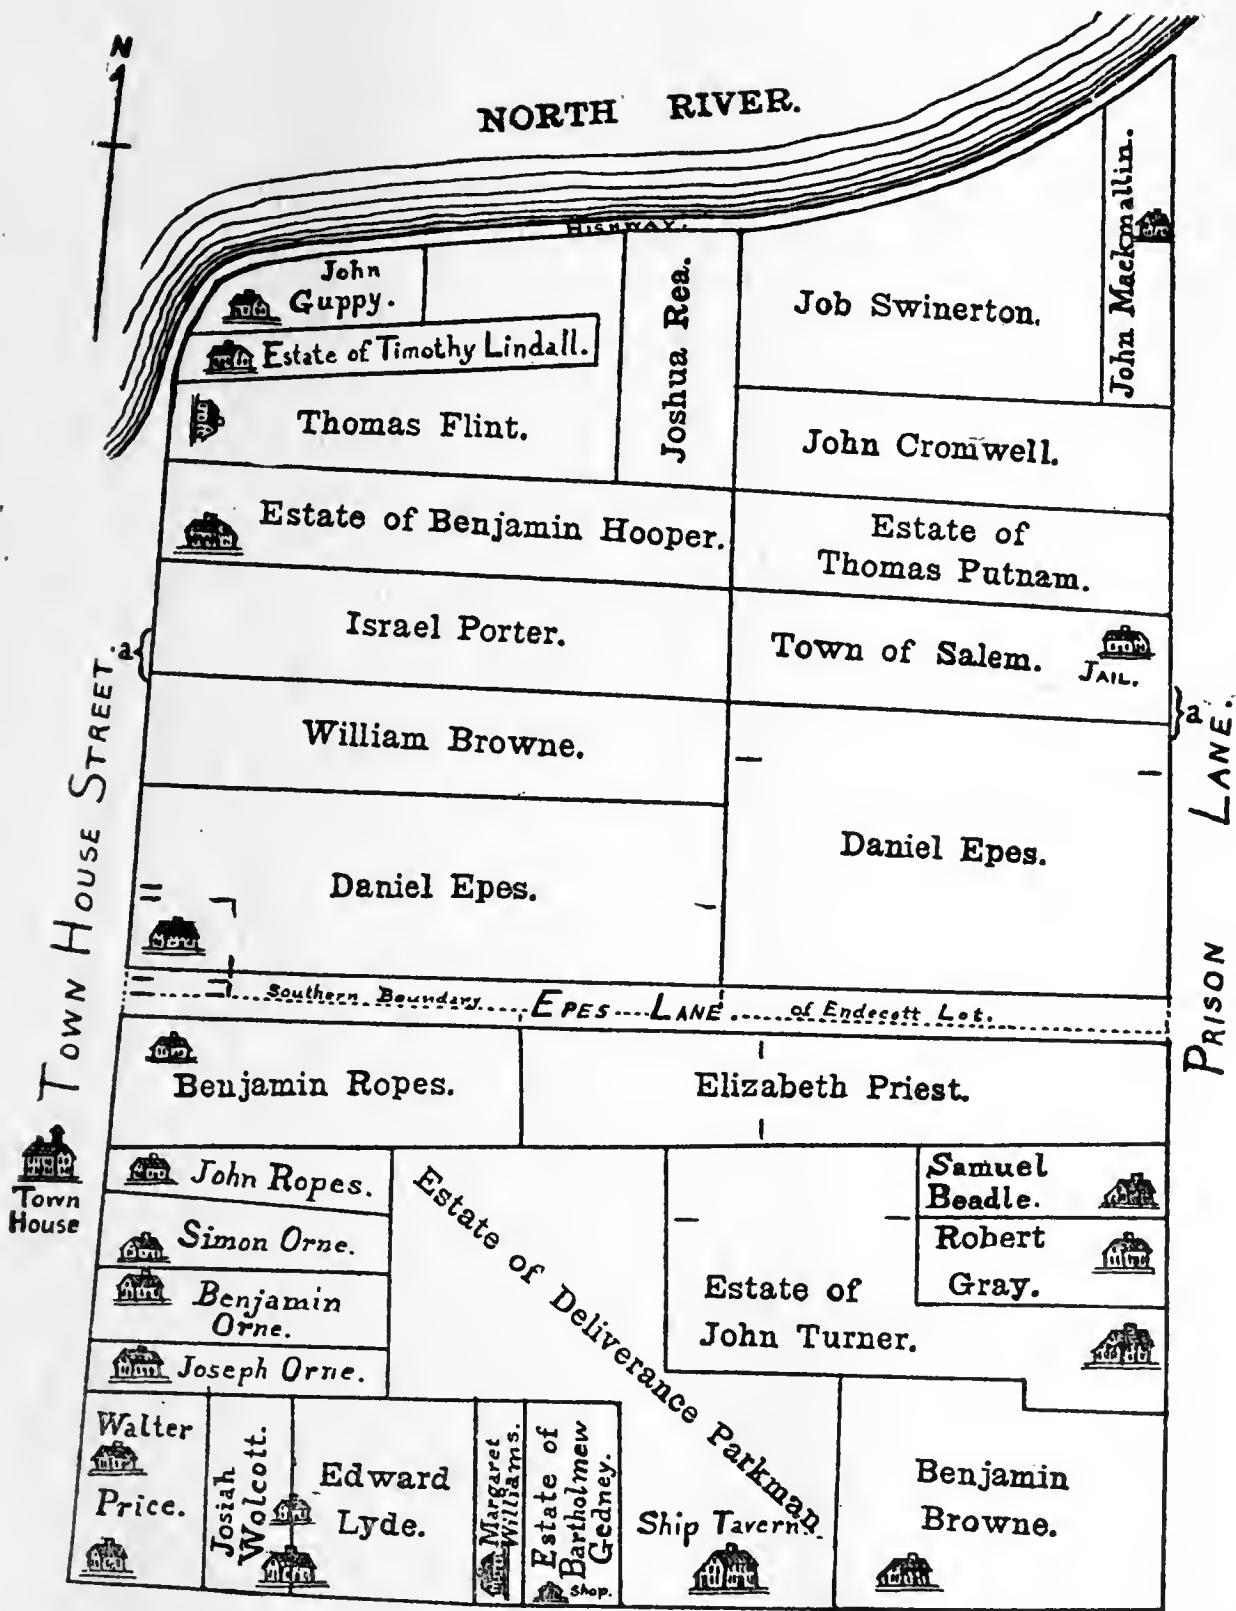 N
NORTH RIVER.
HIGHWAY.
John
Guppy.
Estate of Timothy Lindall.
Thomas Flint.
Joshua Rea.
Job Swinerton.
John Mackmallin.
John Cromwell.
Estate of Benjamin Hooper.
Estate of
Thomas Putnam.
Israel Porter.
a
Town of Salem.
JAIL.
a
William Browne.
Daniel Epes.
Daniel Epes.
TOWN HOUSE STREET.
PRISON LANE.
Southern Boundary EPES LANE of Endecott Lot.
Benjamin Ropes.
Elizabeth Priest.
Town
House
John Ropes.
Simon Orne.
Benjamin
Orne.
Joseph Orne.
Estate of Deliverance Parkman.
Samuel
Beadle.
Robert
Gray.
Estate of
John Turner.
Walter
Price.
Josiah
Wolcott.
Edward
Lyde.
Margaret
Williams.
Estate of
Bartholmew
Gedney.
Shop.
Ship Tavern.
Benjamin
Browne.